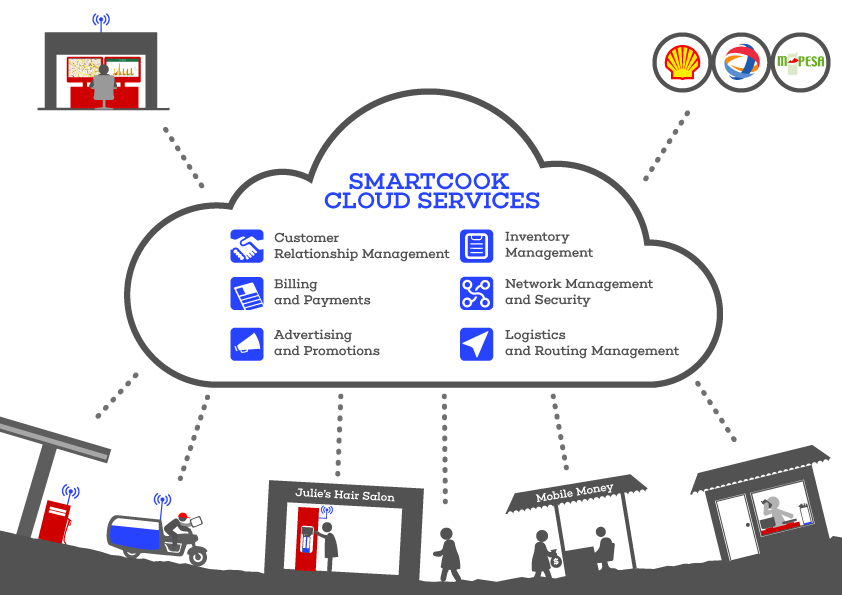 M-PESA
SMARTCOOK
CLOUD SERVICES
Customer
Relationship Management
Inventory
Management
Billing
and Payments
Network Management
and Security
Advertising
and Promotions
Logistics
and Routing Management
Julie's Hair Salon
Mobile Money
$